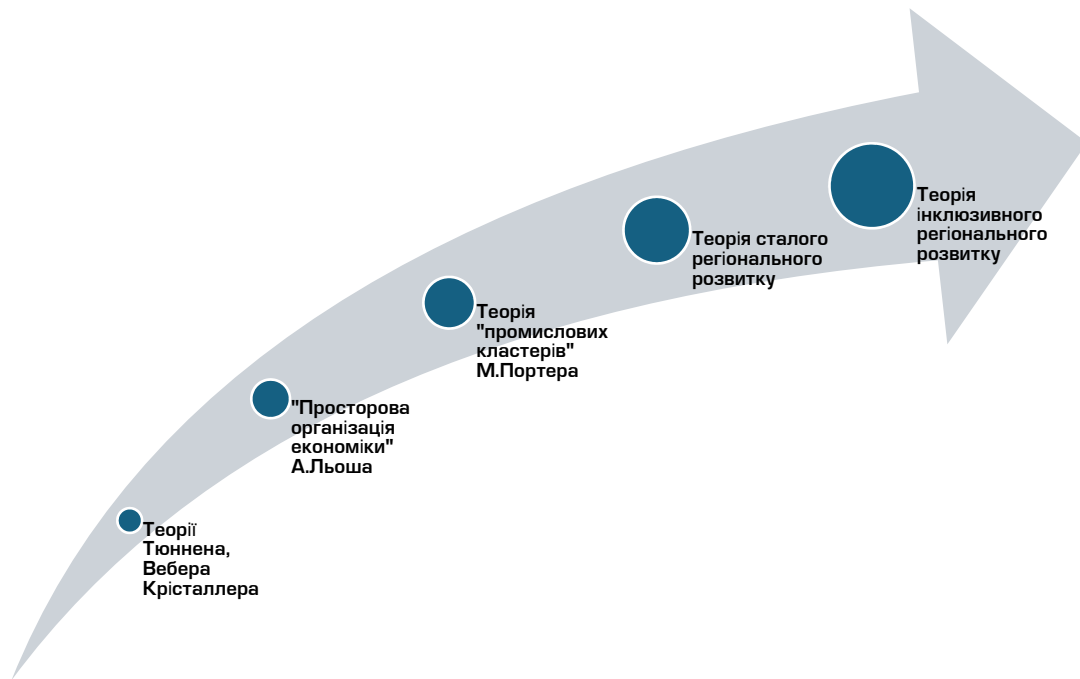 Теорії
Тюннена,
Вебера
Крісталлера
"Просторова
організація
економіки"
А.Льоша
Теорія
"промислових
кластерів"
М.Портера
Теорія сталого
регіонального
розвитку
Теорія
інклюзивного
регіонального
розвитку